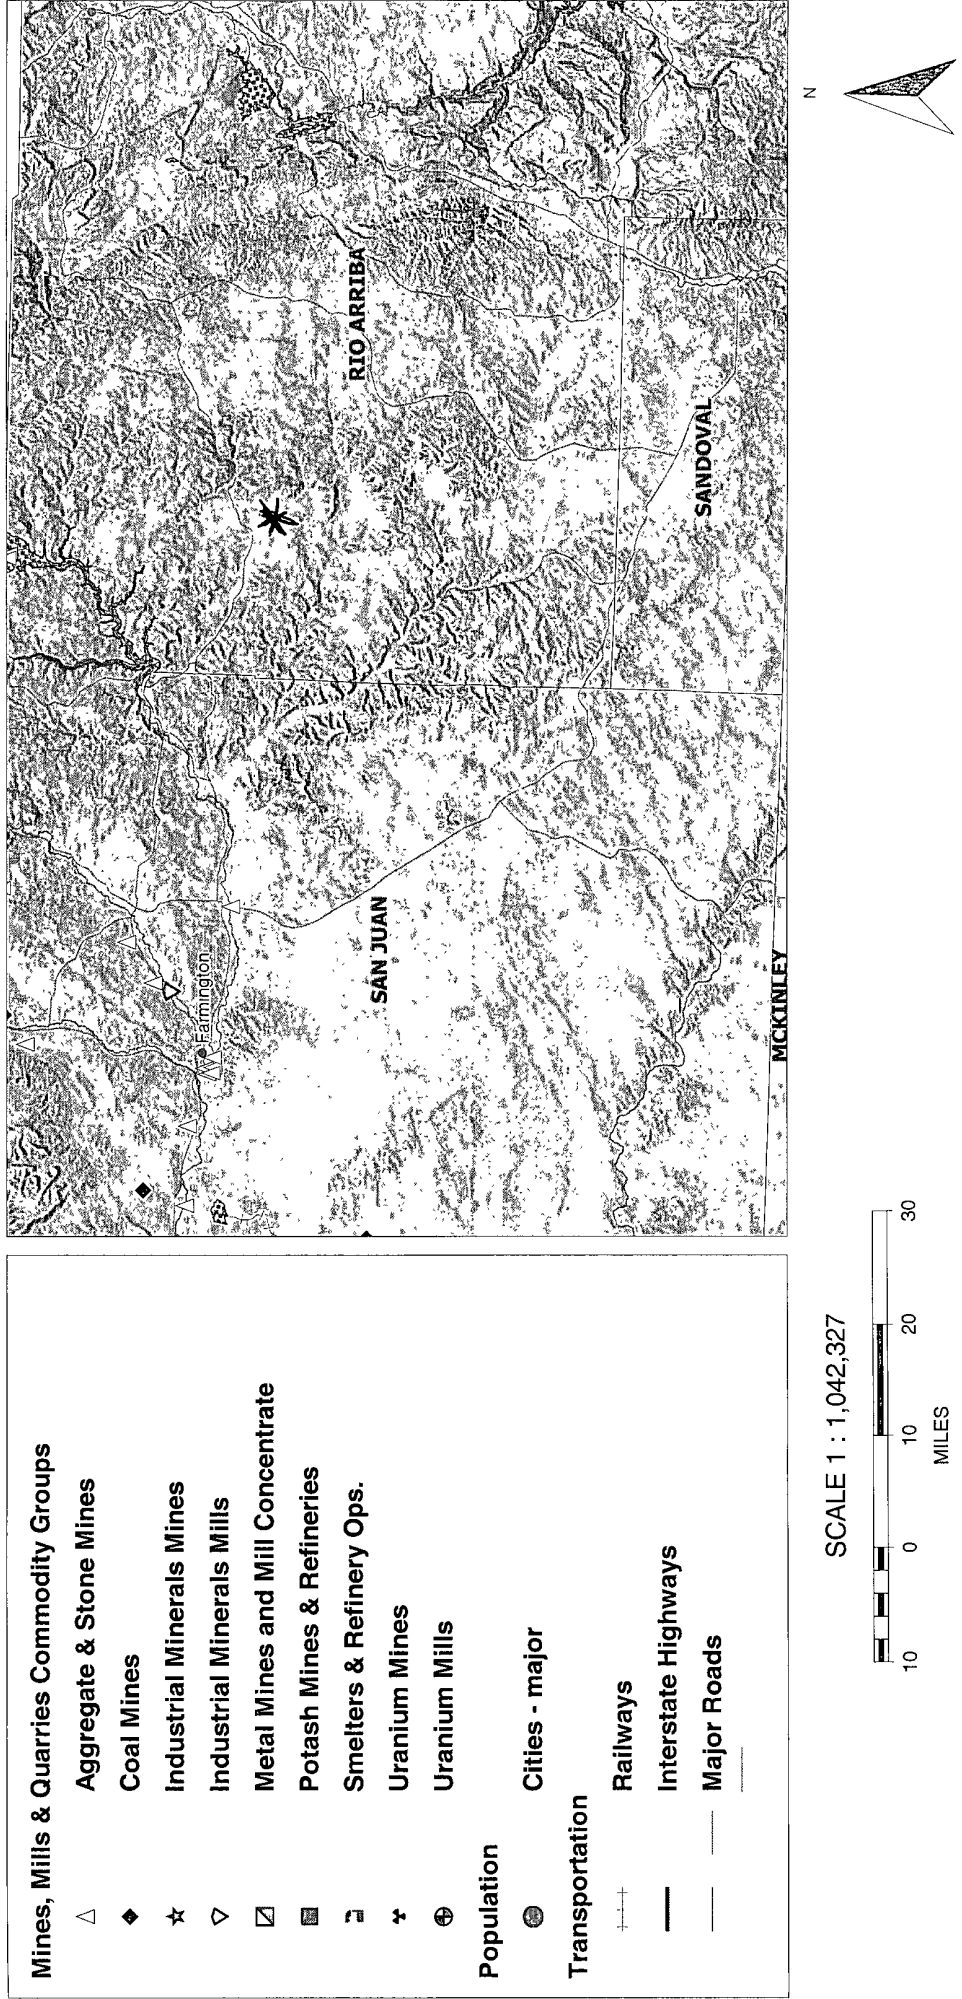 Mines, Mills & Quarries Commodity Groups
Aggregate & Stone Mines
Coal Mines
Industrial Minerals Mines
Industrial Minerals Mills
Metal Mines and Mill Concentrate
Potash Mines & Refineries
Smelters & Refinery Ops.
Uranium Mines
Uranium Mills
Population
Cities - major
Transportation
Railways
Interstate Highways
Major Roads
Farmington
SAN JUAN
RIO ARRIBA
SANDOVAL
MCKINLEY
SCALE 1 : 1,042,327
10 0 10 20 30
MILES
N